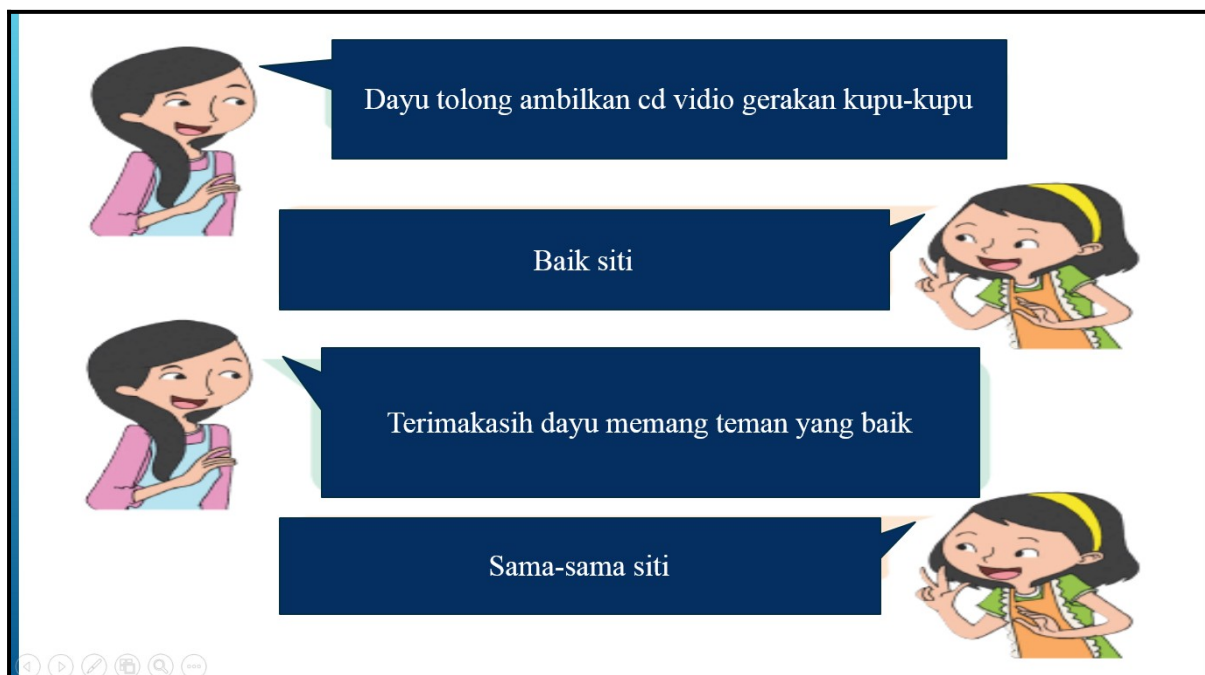 Dayu tolong ambilkan cd vidio gerakan kupu-kupu
Baik siti
Terimakasih dayu memang teman yang baik
Sama-sama siti